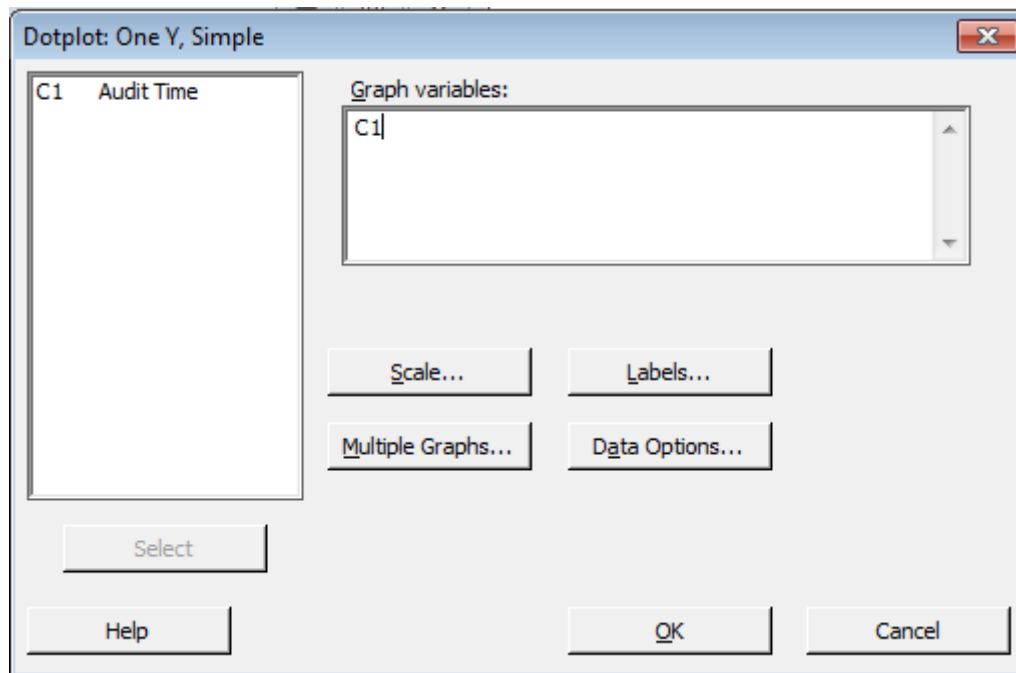 Dotplot: One Y, Simple
C1 Audit Time
Graph variables:
C1
Scale...
Labels...
Multiple Graphs...
Data Options...
Select
Help
OK
Cancel